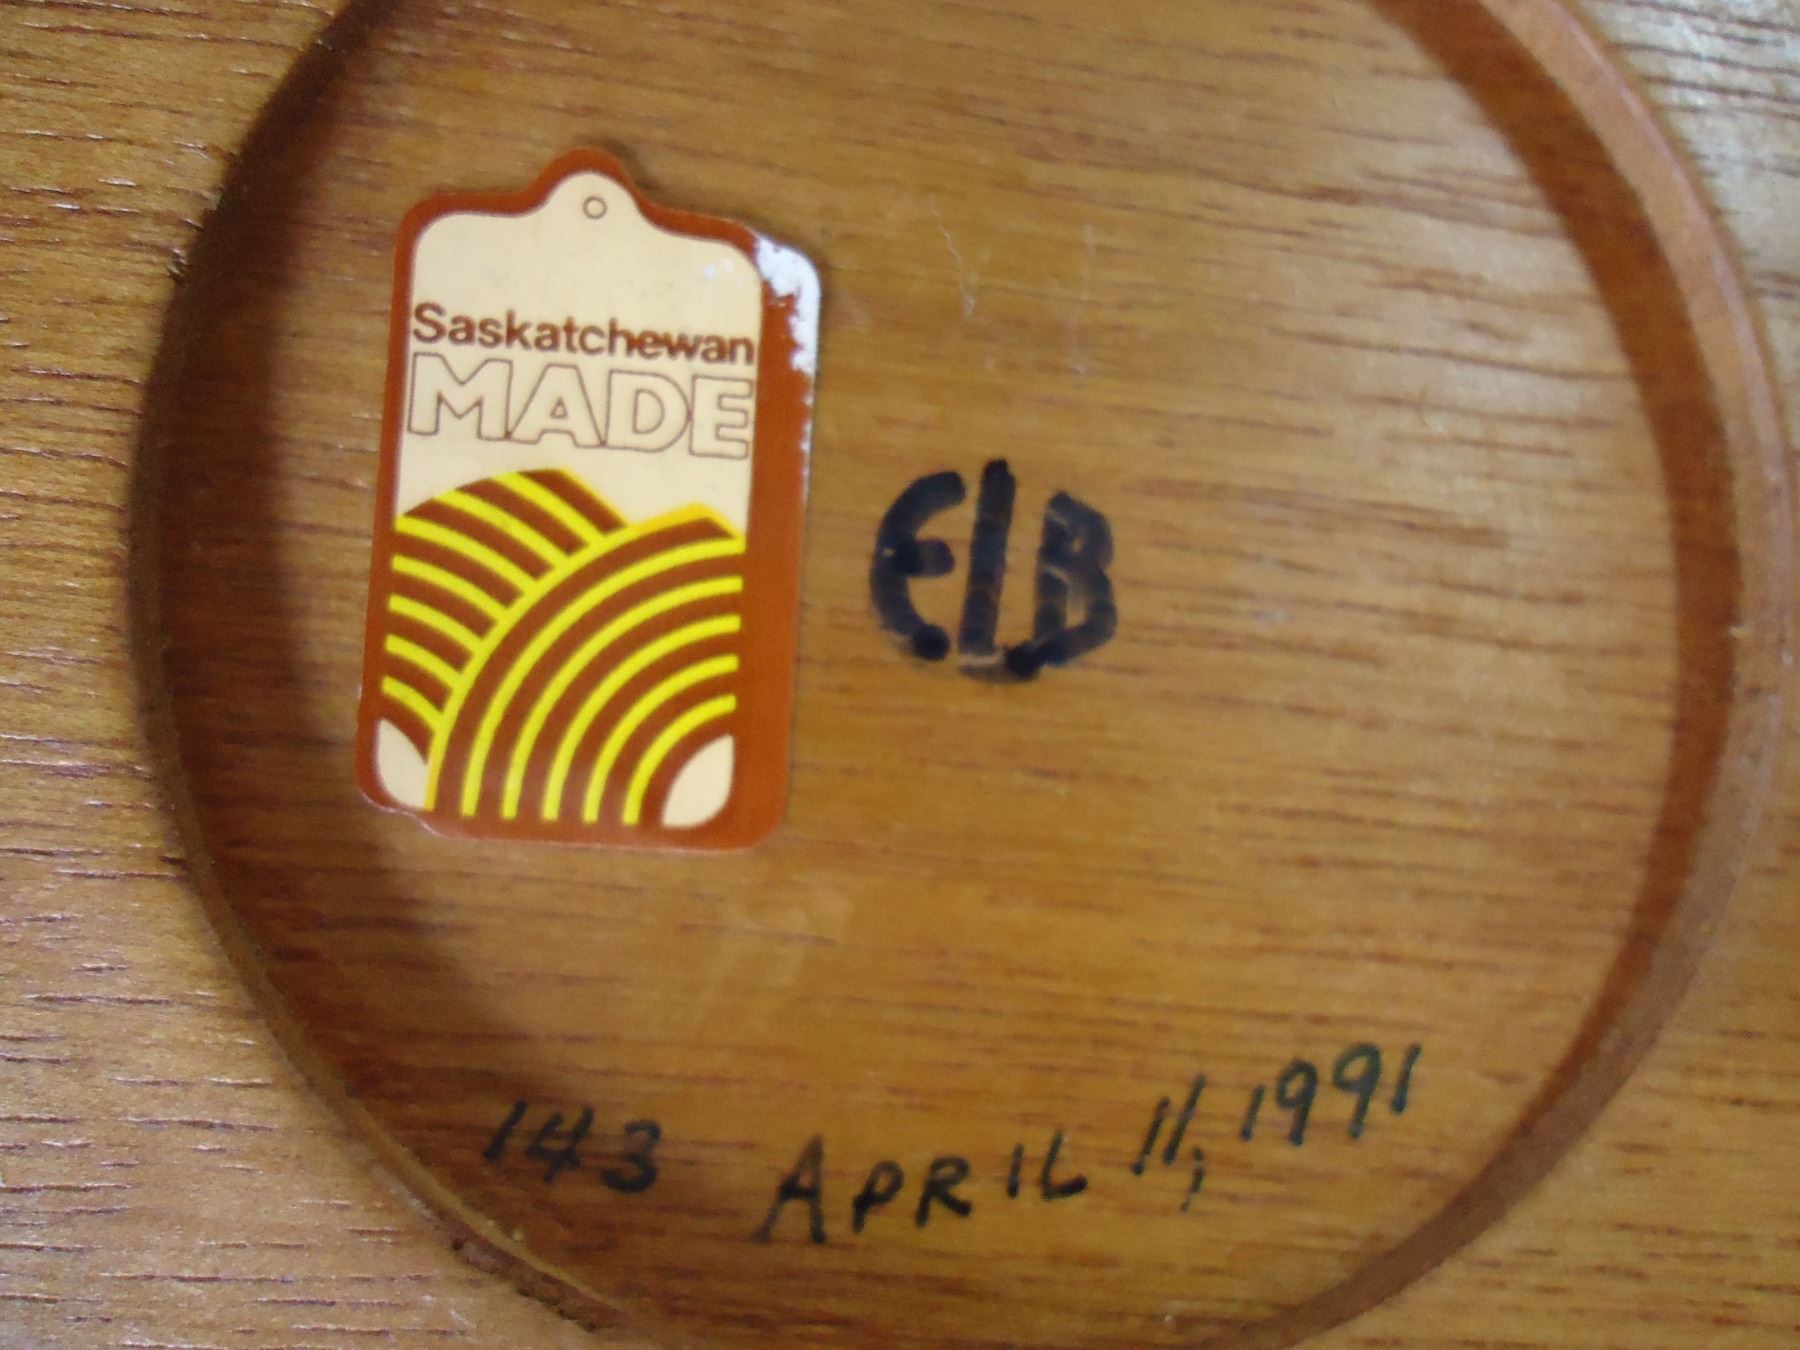 Saskatchewan
MADE
ELB
143 APRIL 11, 1991